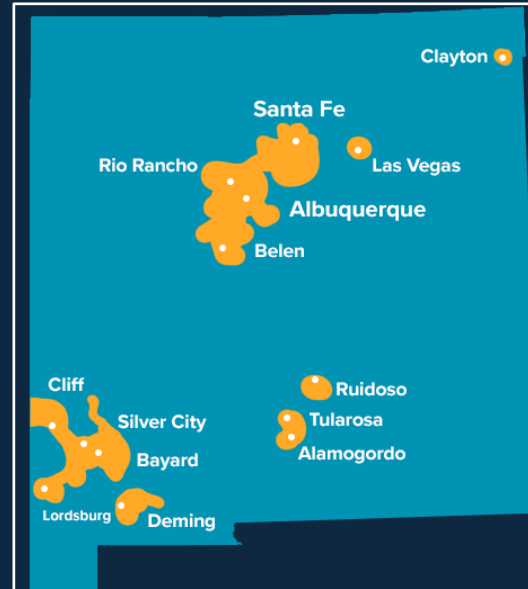 Clayton
Santa Fe
Rio Rancho
Las Vegas
Albuquerque
Belen
Cliff
Ruidoso
Silver City
Tularosa
Bayard
Alamogordo
Lordsburg
Deming